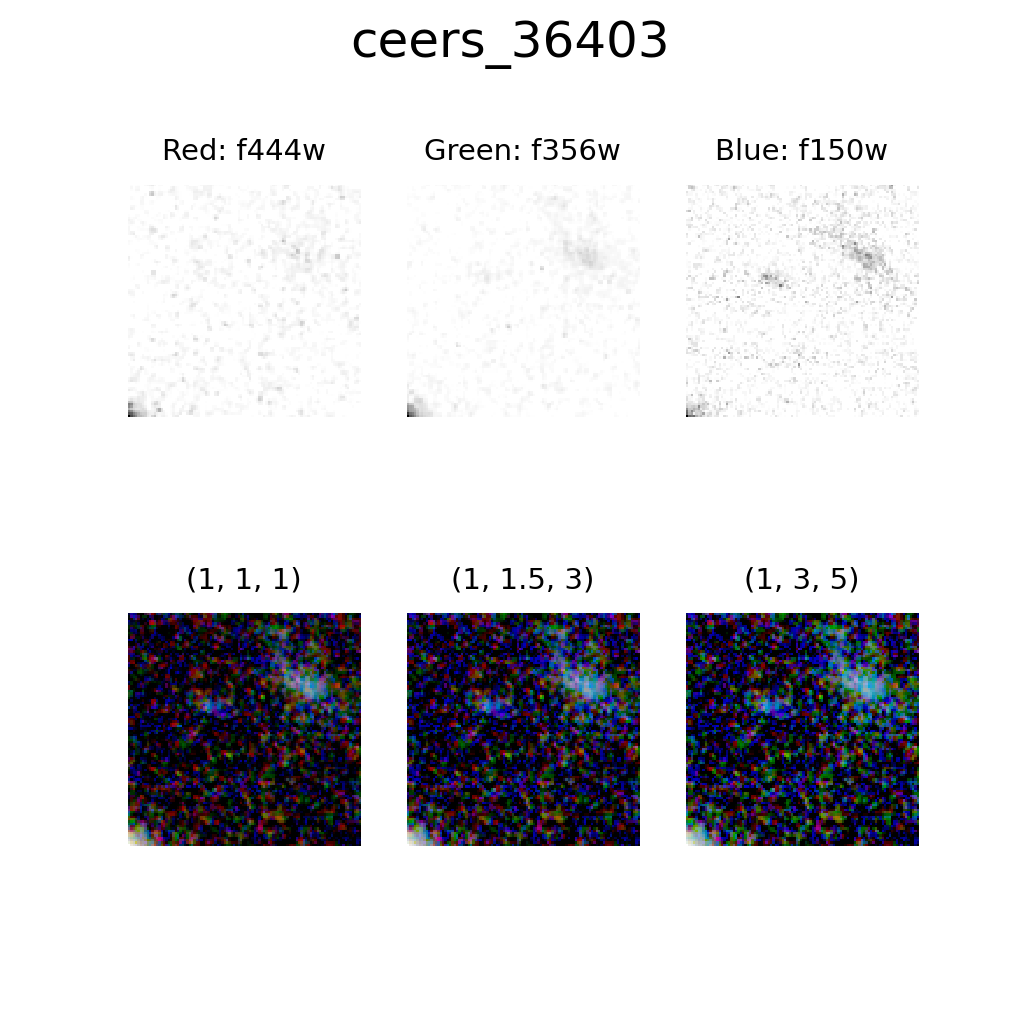 ceers_36403
Red: f444w
Green: f356w
Blue: f150w
(1, 1, 1)
(1, 1.5, 3)
(1, 3, 5)